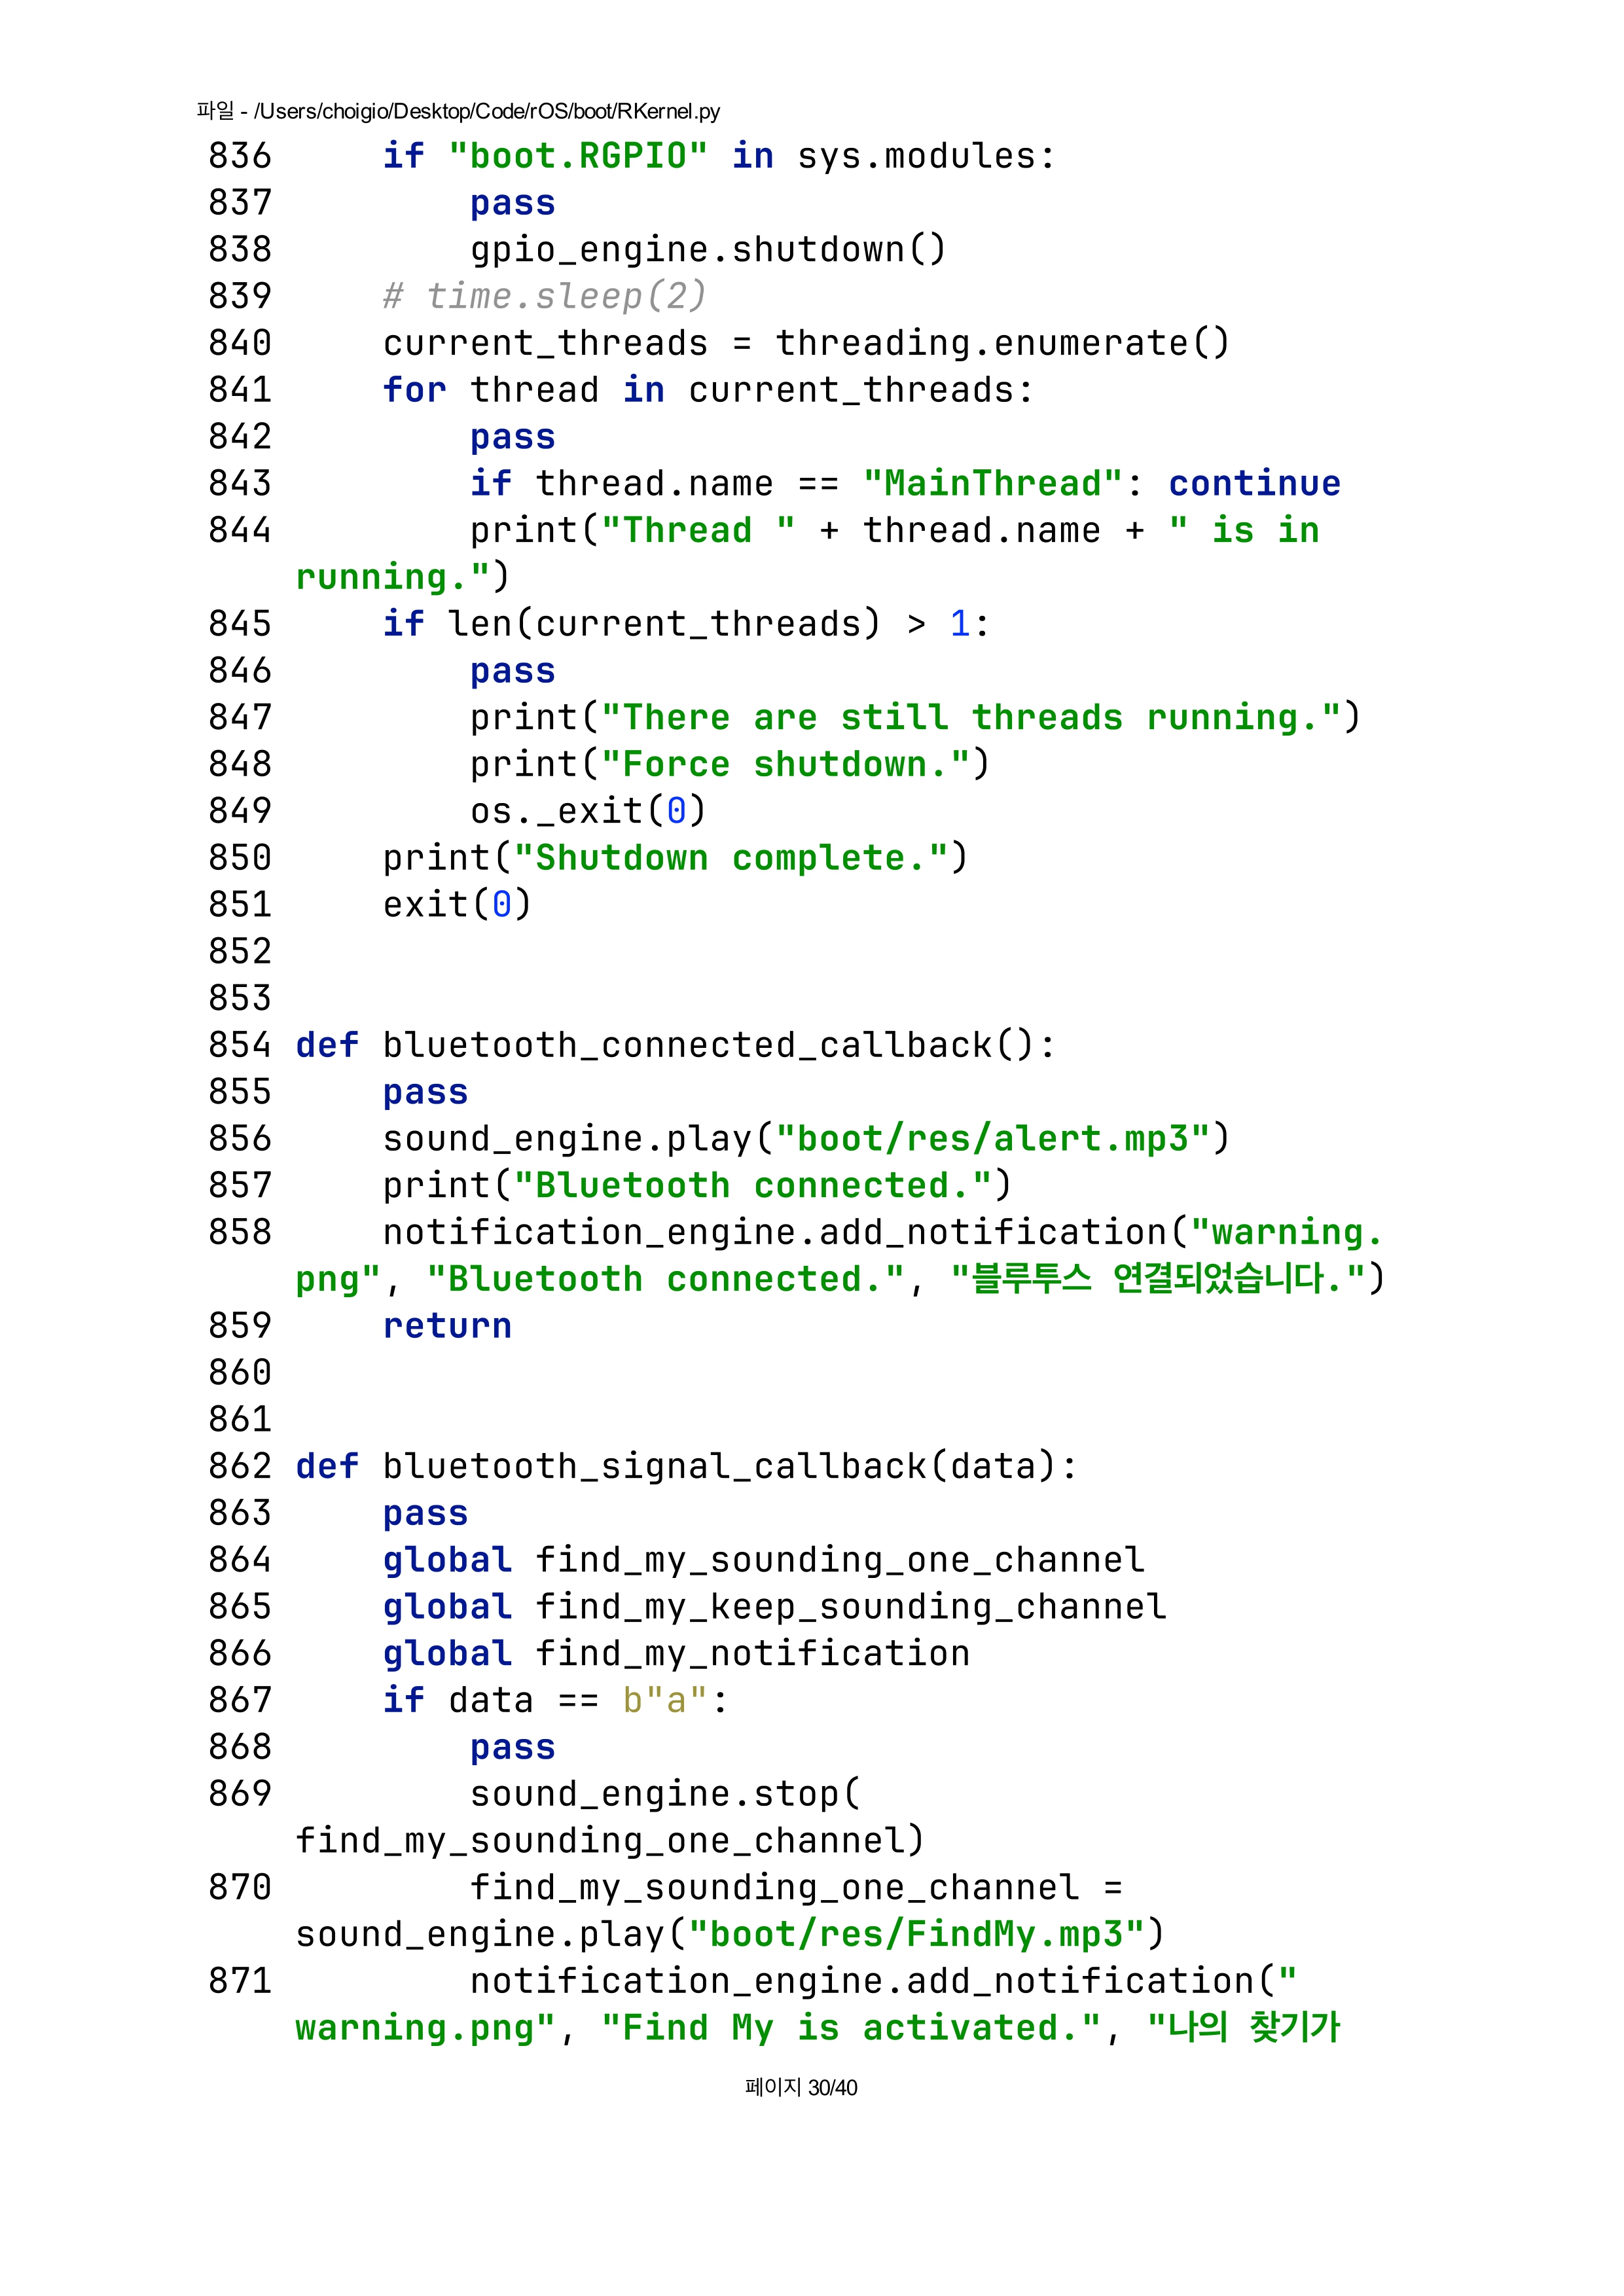 파일 - /Users/choigio/Desktop/Code/rOS/boot/RKernel.py
836     if "boot.RGPIO" in sys.modules:
837         pass
838         gpio_engine.shutdown()
839     # time.sleep(2)
840     current_threads = threading.enumerate()
841     for thread in current_threads:
842         pass
843         if thread.name == "MainThread": continue
844         print("Thread " + thread.name + " is in
running.")
845     if len(current_threads) > 1:
846         pass
847         print("There are still threads running.")
848         print("Force shutdown.")
849         os._exit(0)
850     print("Shutdown complete.")
851     exit(0)
852
853
854 def bluetooth_connected_callback():
855     pass
856     sound_engine.play("boot/res/alert.mp3")
857     print("Bluetooth connected.")
858     notification_engine.add_notification("warning.
png", "Bluetooth connected.", "블루투스 연결되었습니다.")
859     return
860
861
862 def bluetooth_signal_callback(data):
863     pass
864     global find_my_sounding_one_channel
865     global find_my_keep_sounding_channel
866     global find_my_notification
867     if data == b"a":
868         pass
869         sound_engine.stop(
find_my_sounding_one_channel)
870         find_my_sounding_one_channel =
sound_engine.play("boot/res/FindMy.mp3")
871         notification_engine.add_notification("
warning.png", "Find My is activated.", "나의 찾기가
페이지 30/40